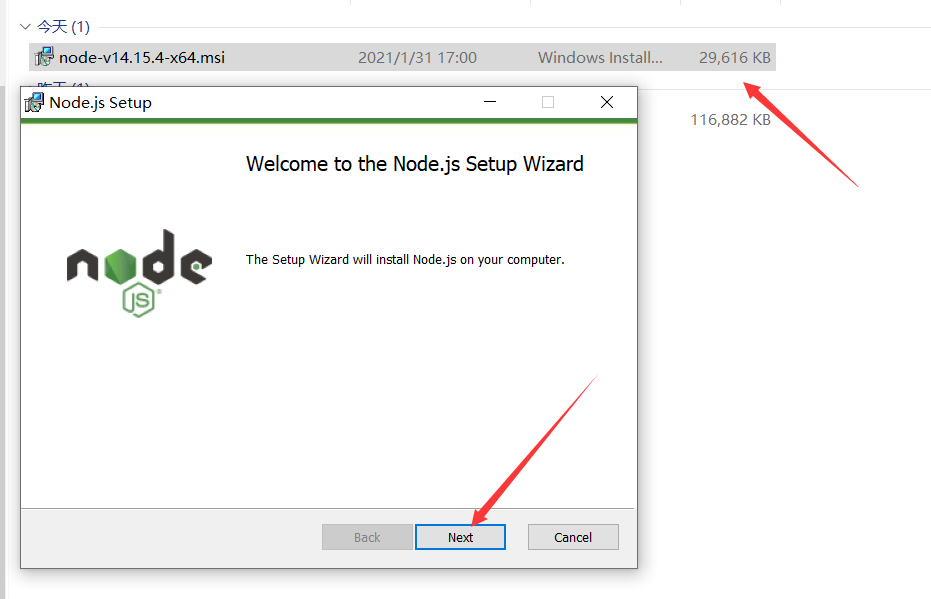 今天 (1)
node-v14.15.4-x64.msi 2021/1/31 17:00 Windows Install... 29,616 KB
Node.js Setup
116,882 KB
Welcome to the Node.js Setup Wizard
node
JS
The Setup Wizard will install Node.js on your computer.
Back Next Cancel